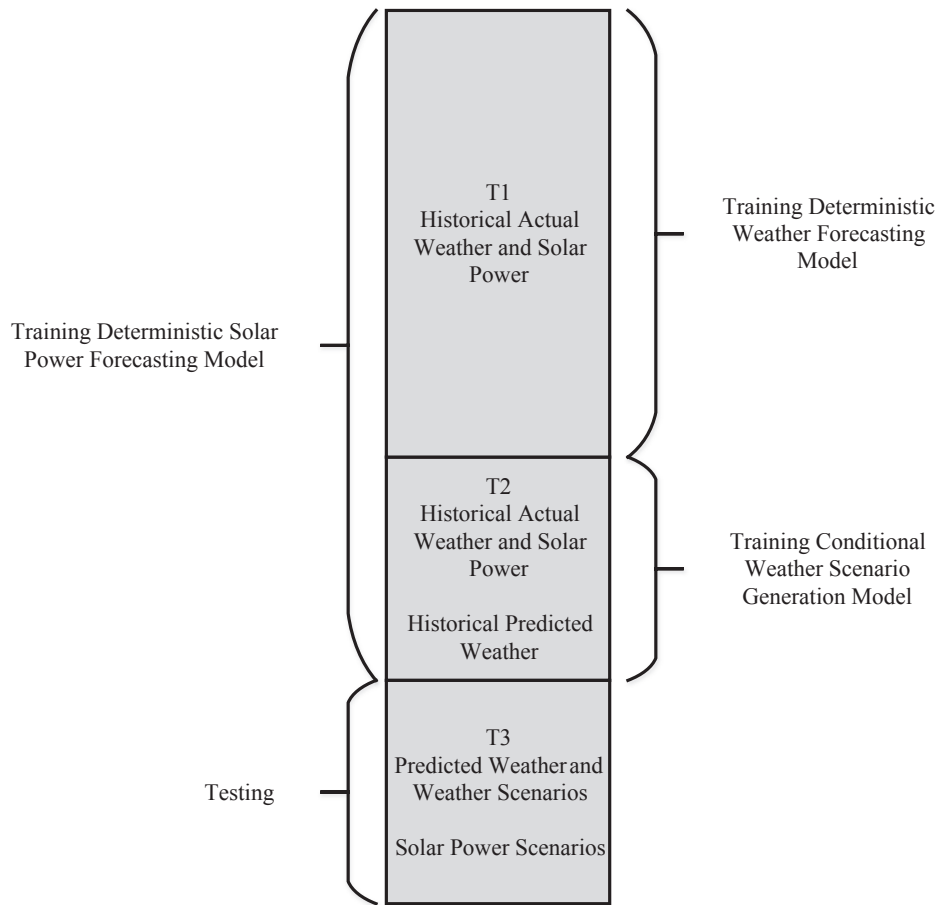 T1
Historical Actual
Weather and Solar
Power
Training Deterministic
Weather Forecasting
Model
Training Deterministic Solar
Power Forecasting Model
T2
Historical Actual
Weather and Solar
Power
Historical Predicted
Weather
Training Conditional
Weather Scenario
Generation Model
T3
Predicted Weather and
Weather Scenarios
Solar Power Scenarios
Testing